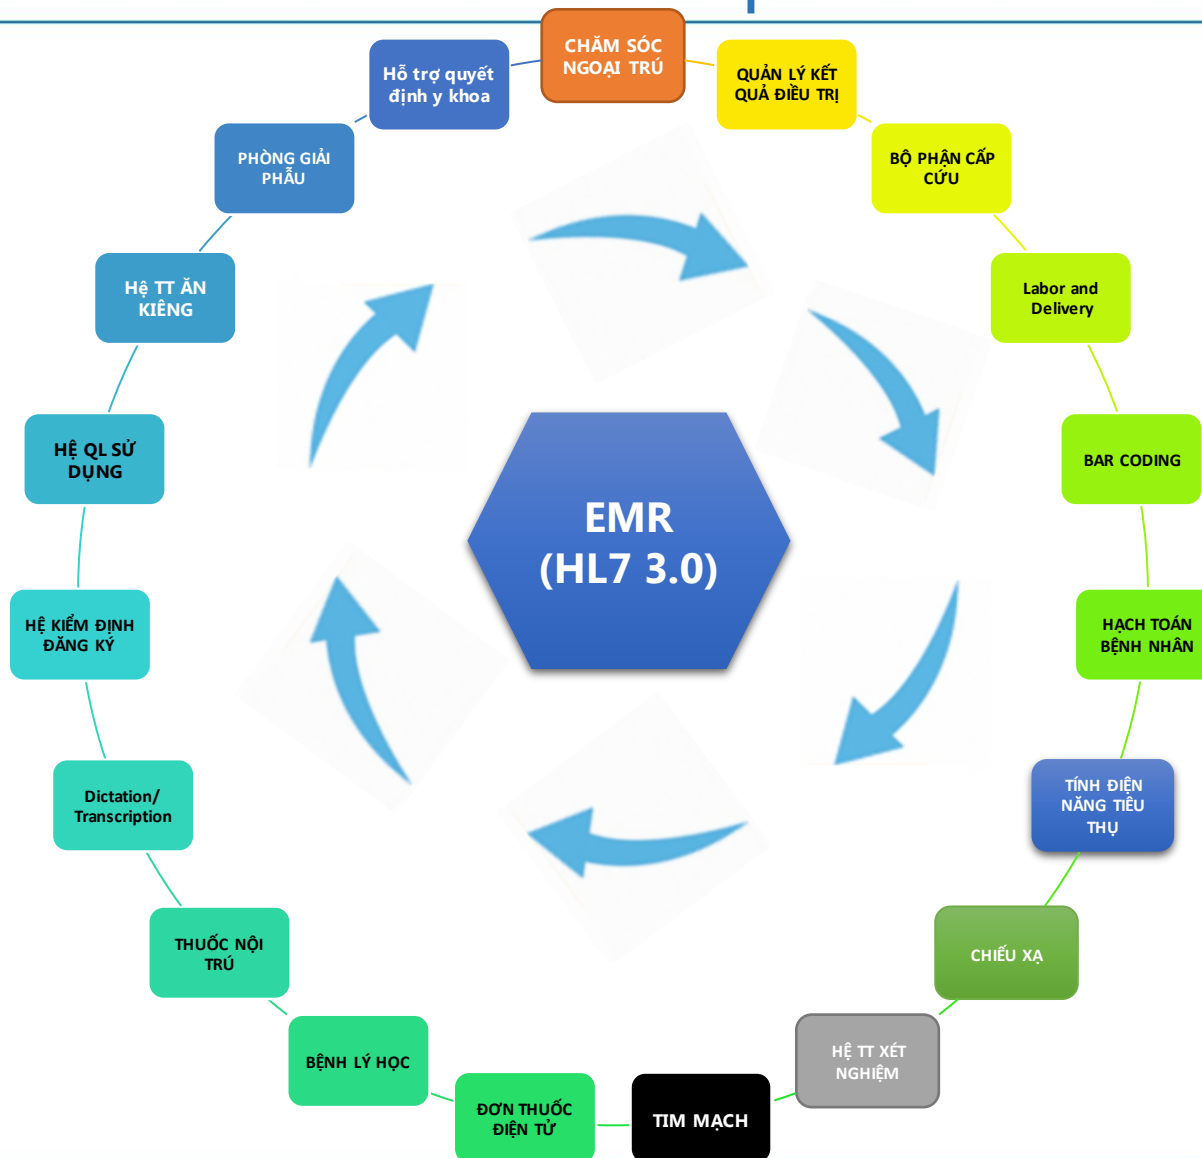 CHĂM SÓC
NGOẠI TRÚ
QUẢN LÝ KẾT
QUẢ ĐIỀU TRỊ
BỘ PHẬN CẤP
CỨU
Labor and
Delivery
BAR CODING
HẠCH TOÁN
BỆNH NHÂN
TÍNH ĐIỆN
NĂNG TIÊU
THỤ
CHIẾU XẠ
HỆ TT XÉT
NGHIỆM
TIM MẠCH
ĐƠN THUỐC
ĐIỆN TỬ
BỆNH LÝ HỌC
THUỐC NỘI
TRÚ
Dictation/
Transcription
HỆ KIỂM ĐỊNH
ĐĂNG KÝ
HỆ QL SỬ
DỤNG
Hệ TT ĂN
KIÊNG
PHÒNG GIẢI
PHẪU
Hỗ trợ quyết
định y khoa
EMR
(HL7 3.0)